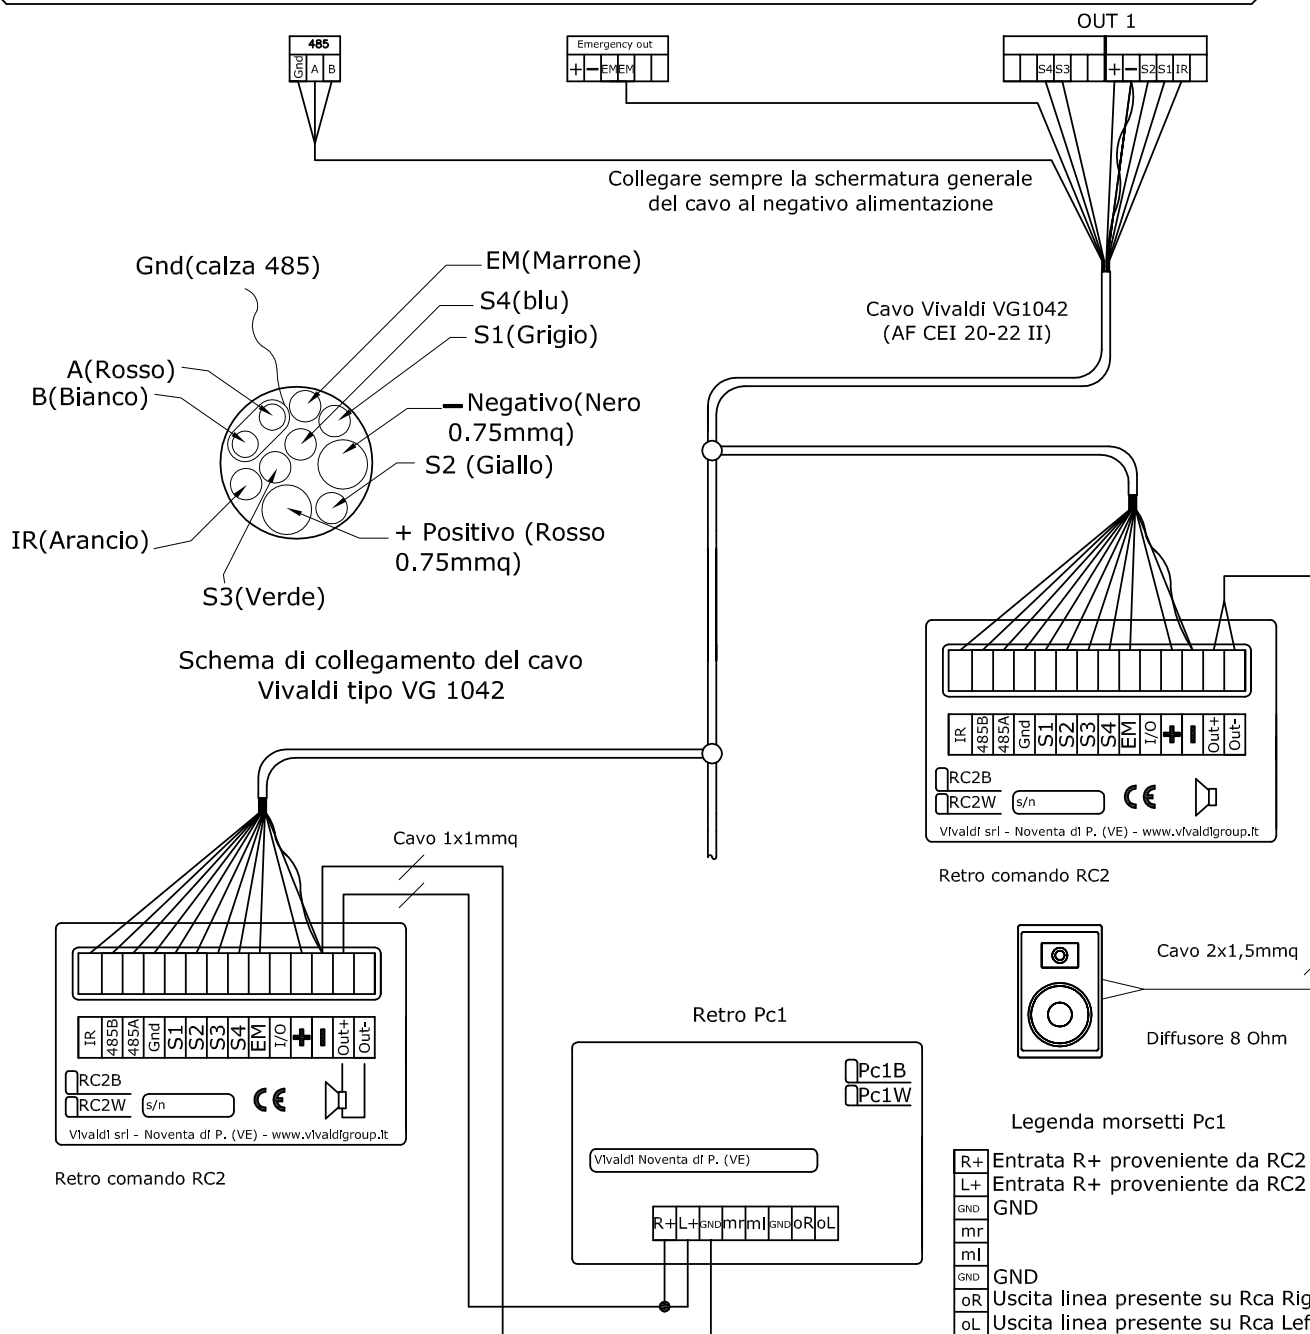 OUT 1
485
Gnd A B
Emergency out
+ − EM EM
S4 S3 + − S2 S1 IR
Collegare sempre la schermatura generale
del cavo al negativo alimentazione
Gnd(calza 485)
EM(Marrone)
S4(blu)
S1(Grigio)
A(Rosso)
B(Bianco)
− Negativo(Nero
0.75mmq)
S2 (Giallo)
IR(Arancio)
+ Positivo (Rosso
0.75mmq)
S3(Verde)
Cavo Vivaldi VG1042
(AF CEI 20-22 II)
Schema di collegamento del cavo
Vivaldi tipo VG 1042
IR 485B 485A Gnd S1 S2 S3 S4 EM I/O + − Out+ Out-
RC2B
RC2W s/n CE
Vivaldi srl - Noventa di P. (VE) - www.vivaldigroup.it
Retro comando RC2
Cavo 1x1mmq
IR 485B 485A Gnd S1 S2 S3 S4 EM I/O + − Out+ Out-
RC2B
RC2W s/n CE
Vivaldi srl - Noventa di P. (VE) - www.vivaldigroup.it
Retro comando RC2
Cavo 2x1,5mmq
Diffusore 8 Ohm
Retro Pc1
Pc1B
Pc1W
Vivaldi Noventa di P. (VE)
R+ L+ GND mr ml GND oR oL
Legenda morsetti Pc1
R+ Entrata R+ proveniente da RC2
L+ Entrata R+ proveniente da RC2
GND GND
mr
ml
GND GND
oR Uscita linea presente su Rca Rig
oL Uscita linea presente su Rca Lef